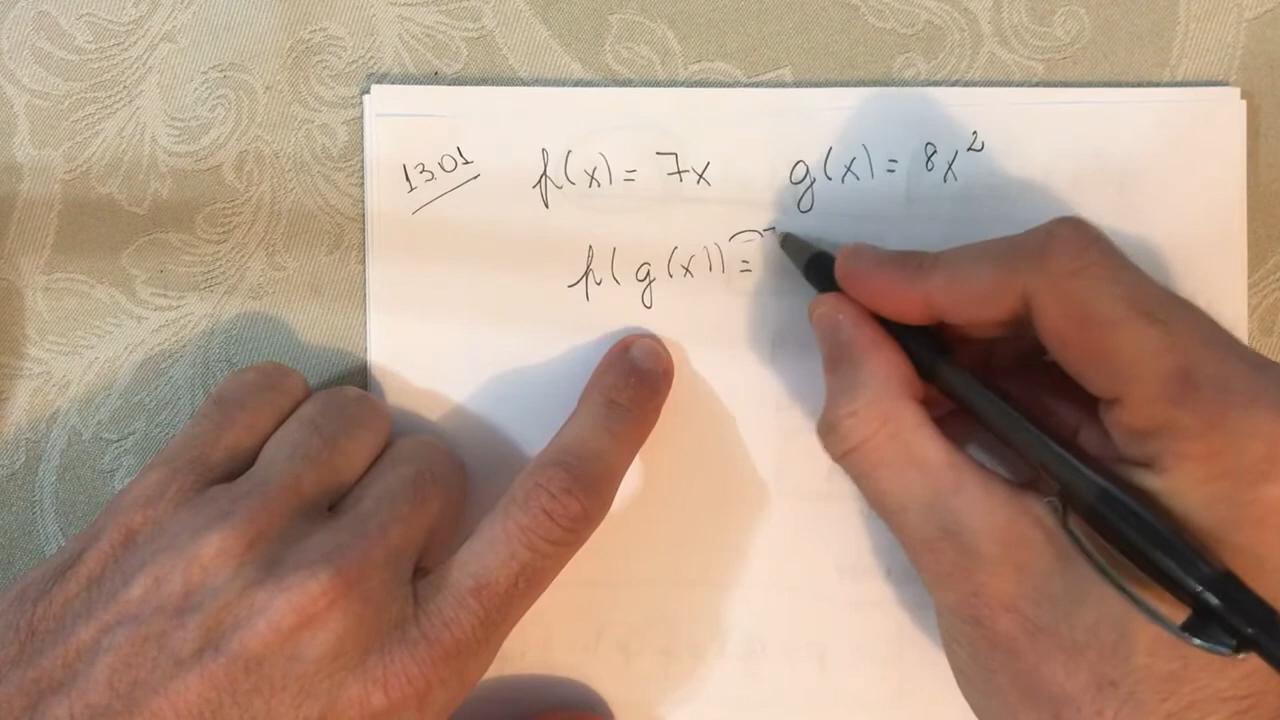 13.01 f(x) = 7x g(x) = 8x²
f(g(x)) =